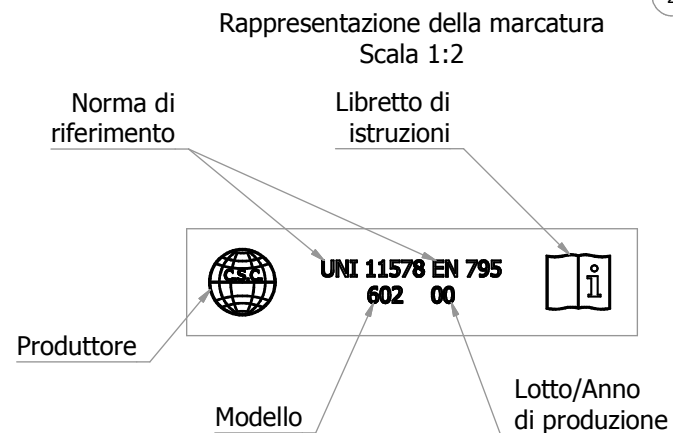 Rappresentazione della marcatura
Scala 1:2
Norma di
riferimento
Libretto di
istruzioni
C.S.C.
UNI 11578 EN 795
602 00
i
Produttore
Modello
Lotto/Anno
di produzione